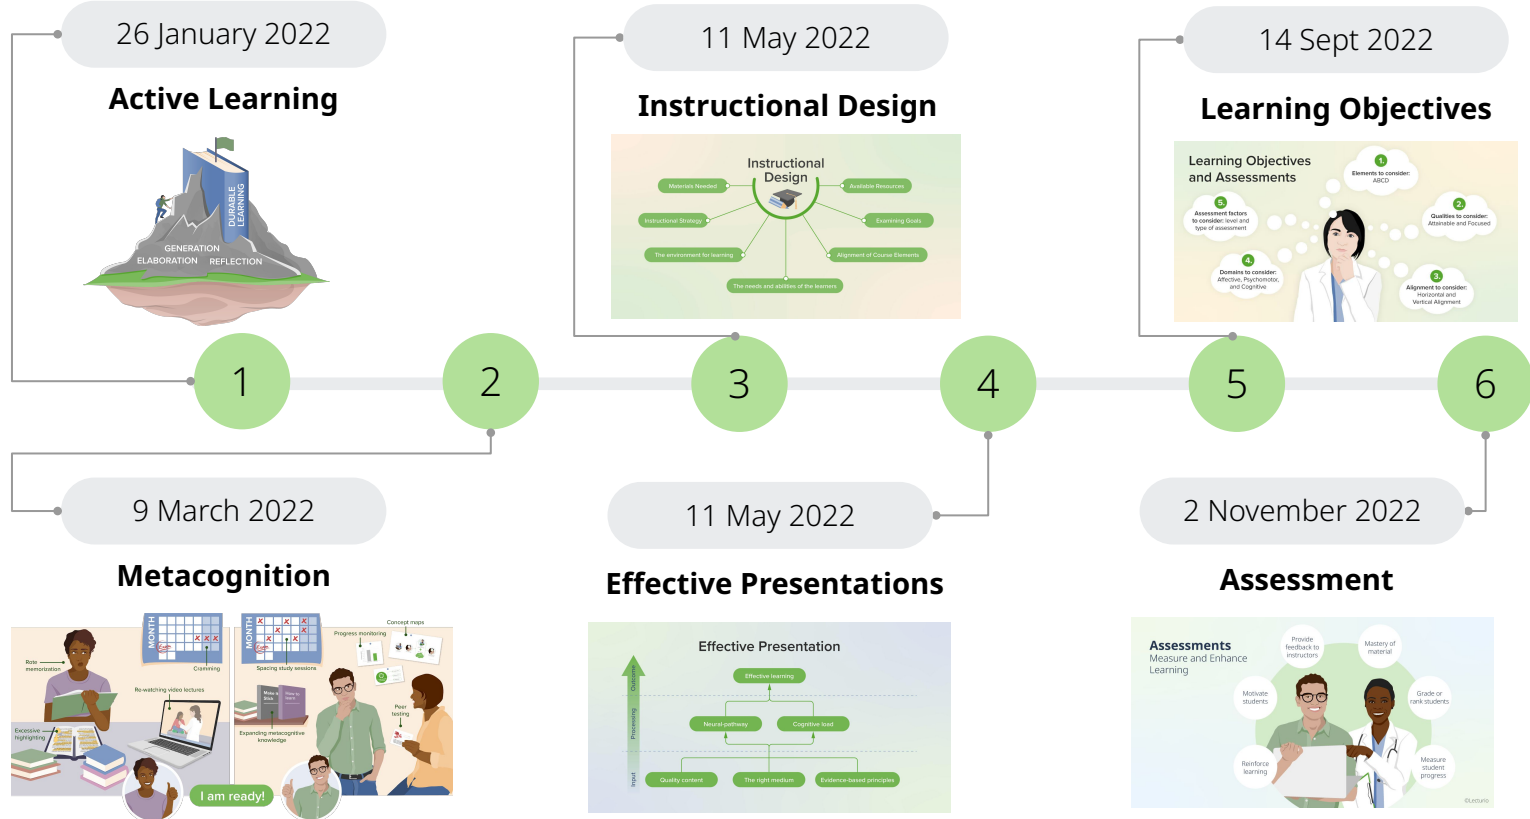 26 January 2022
Active Learning
DURABLE
LEARNING
GENERATION
ELABORATION REFLECTION
11 May 2022
Instructional Design
Instructional
Design
Materials Needed
Available Resources
Instructional Strategy
Examining Goals
The environment for learning
Alignment of Course Elements
The needs and abilities of the learners
14 Sept 2022
Learning Objectives
Learning Objectives
and Assessments
1.
Elements to consider:
ABCD
5.
Assessment factors
to consider: level and
type of assessment
2.
Qualities to consider:
Attainable and Focused
4.
Domains to consider:
Affective, Psychomotor,
and Cognitive
3.
Alignment to consider:
Horizontal and
Vertical Alignment
1
2
3
4
5
6
9 March 2022
Metacognition
MONTH
Rote
memorization
Cramming
Re-watching video lectures
Excessive
highlighting
MONTH
Spacing study sessions
Progress monitoring
Concept maps
Expanding metacognitive
knowledge
Peer
testing
I am ready!
11 May 2022
Effective Presentations
Effective Presentation
Outcome
Processing
Input
Effective learning
Neural-pathway
Cognitive load
Quality content
The right medium
Evidence-based principles
2 November 2022
Assessment
Assessments
Measure and Enhance
Learning
Provide
feedback to
instructors
Mastery of
material
Motivate
students
Grade or
rank students
Reinforce
learning
Measure
student
progress
©Lecturio